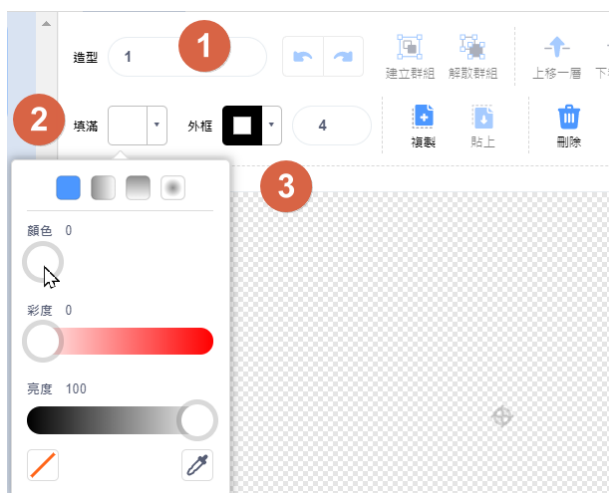 造型 1 1
建立群組 解散群組 上移一層
2 填滿 外框 4 複製 貼上 刪除
3
顏色 0
彩度 0
亮度 100